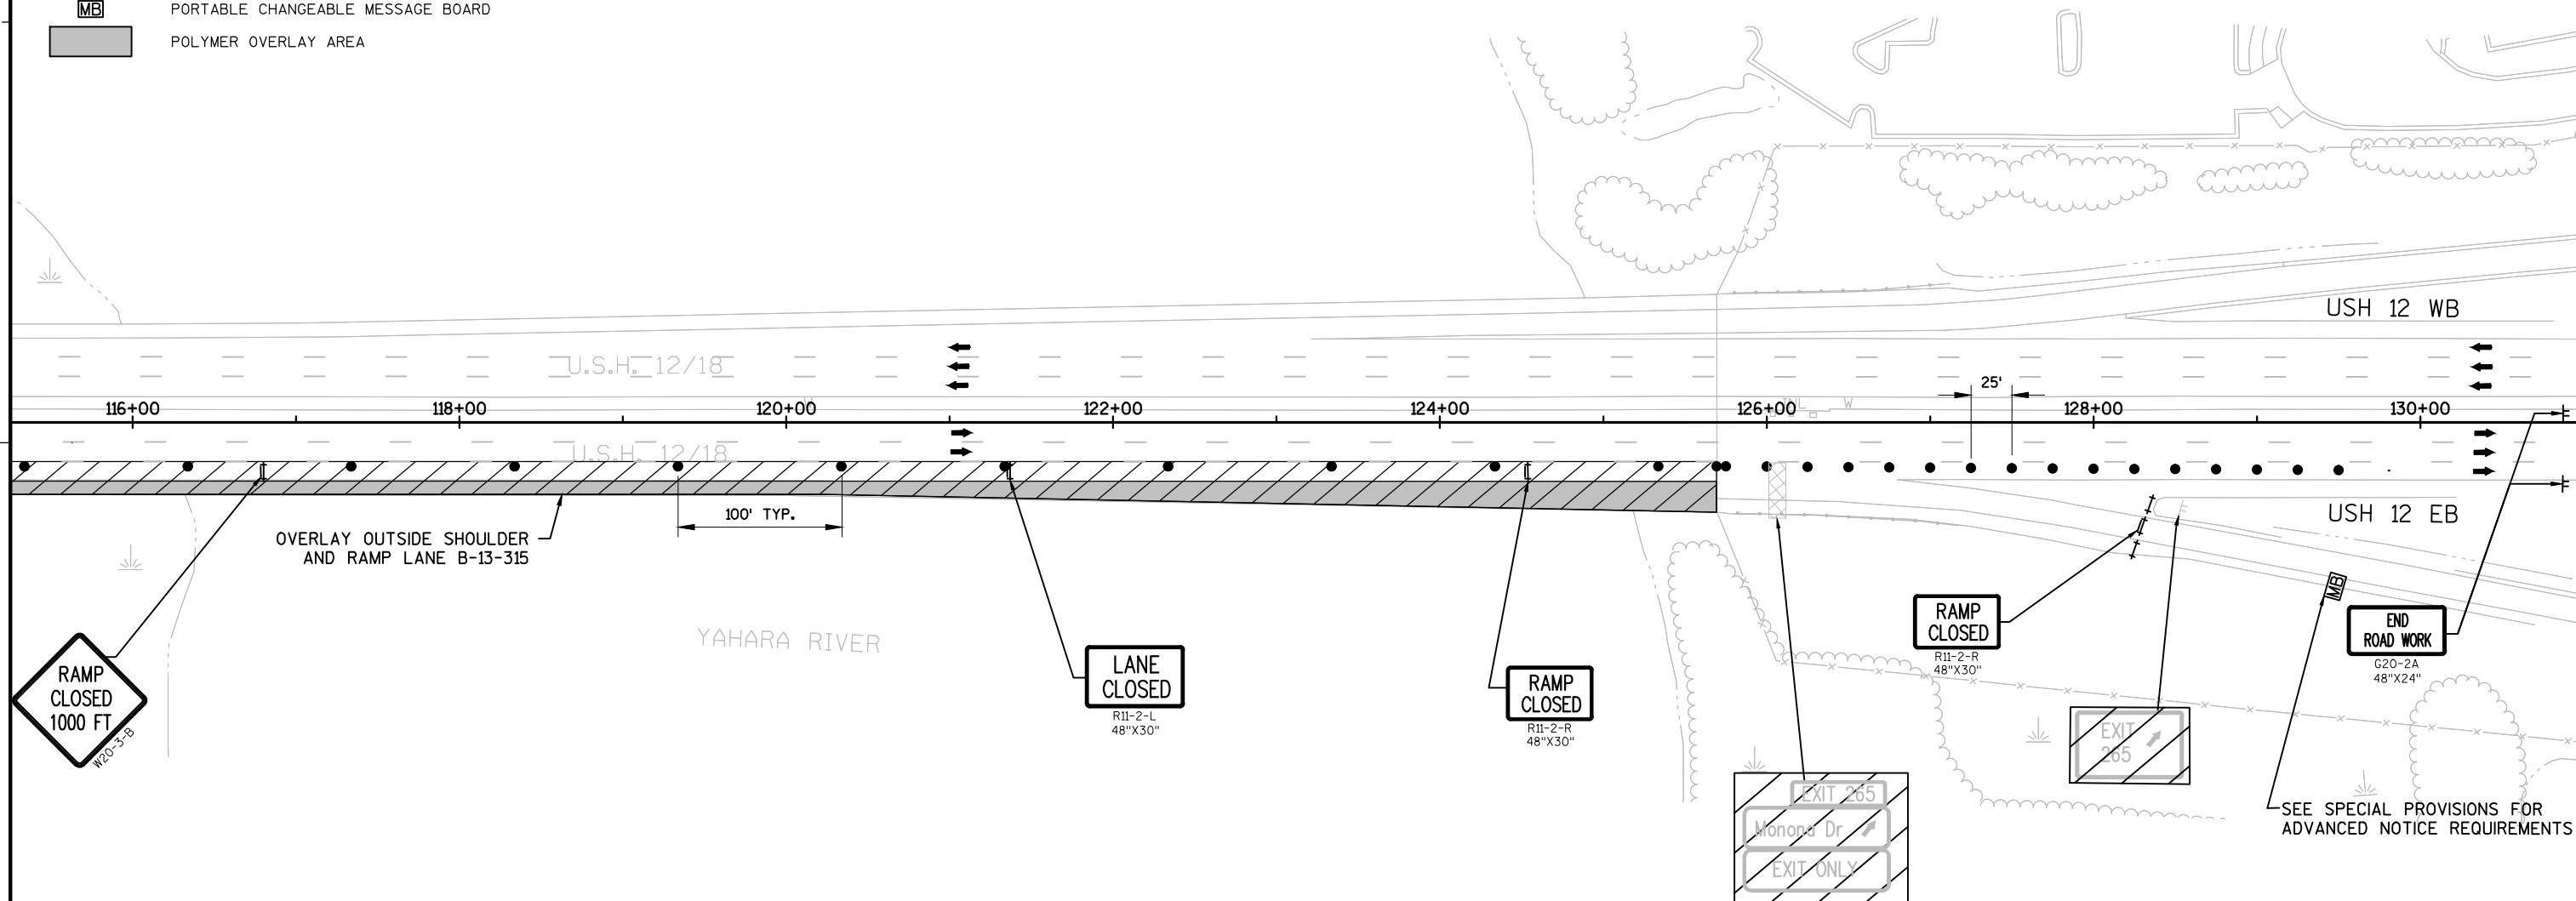 MB PORTABLE CHANGEABLE MESSAGE BOARD
POLYMER OVERLAY AREA
USH 12 WB
U.S.H. 12/18
25'
116+00 118+00 120+00 122+00 124+00 126+00 128+00 130+00
INL W
U.S.H. 12/18
100' TYP.
USH 12 EB
OVERLAY OUTSIDE SHOULDER
AND RAMP LANE B-13-315
YAHARA RIVER
RAMP
CLOSED
1000 FT
W20-3-B
LANE
CLOSED
R11-2-L
48"X30"
RAMP
CLOSED
R11-2-R
48"X30"
RAMP
CLOSED
R11-2-R
48"X30"
MB
END
ROAD WORK
G20-2A
48"X24"
EXIT
265
EXIT 265
Monona Dr
EXIT ONLY
SEE SPECIAL PROVISIONS FOR
ADVANCED NOTICE REQUIREMENTS